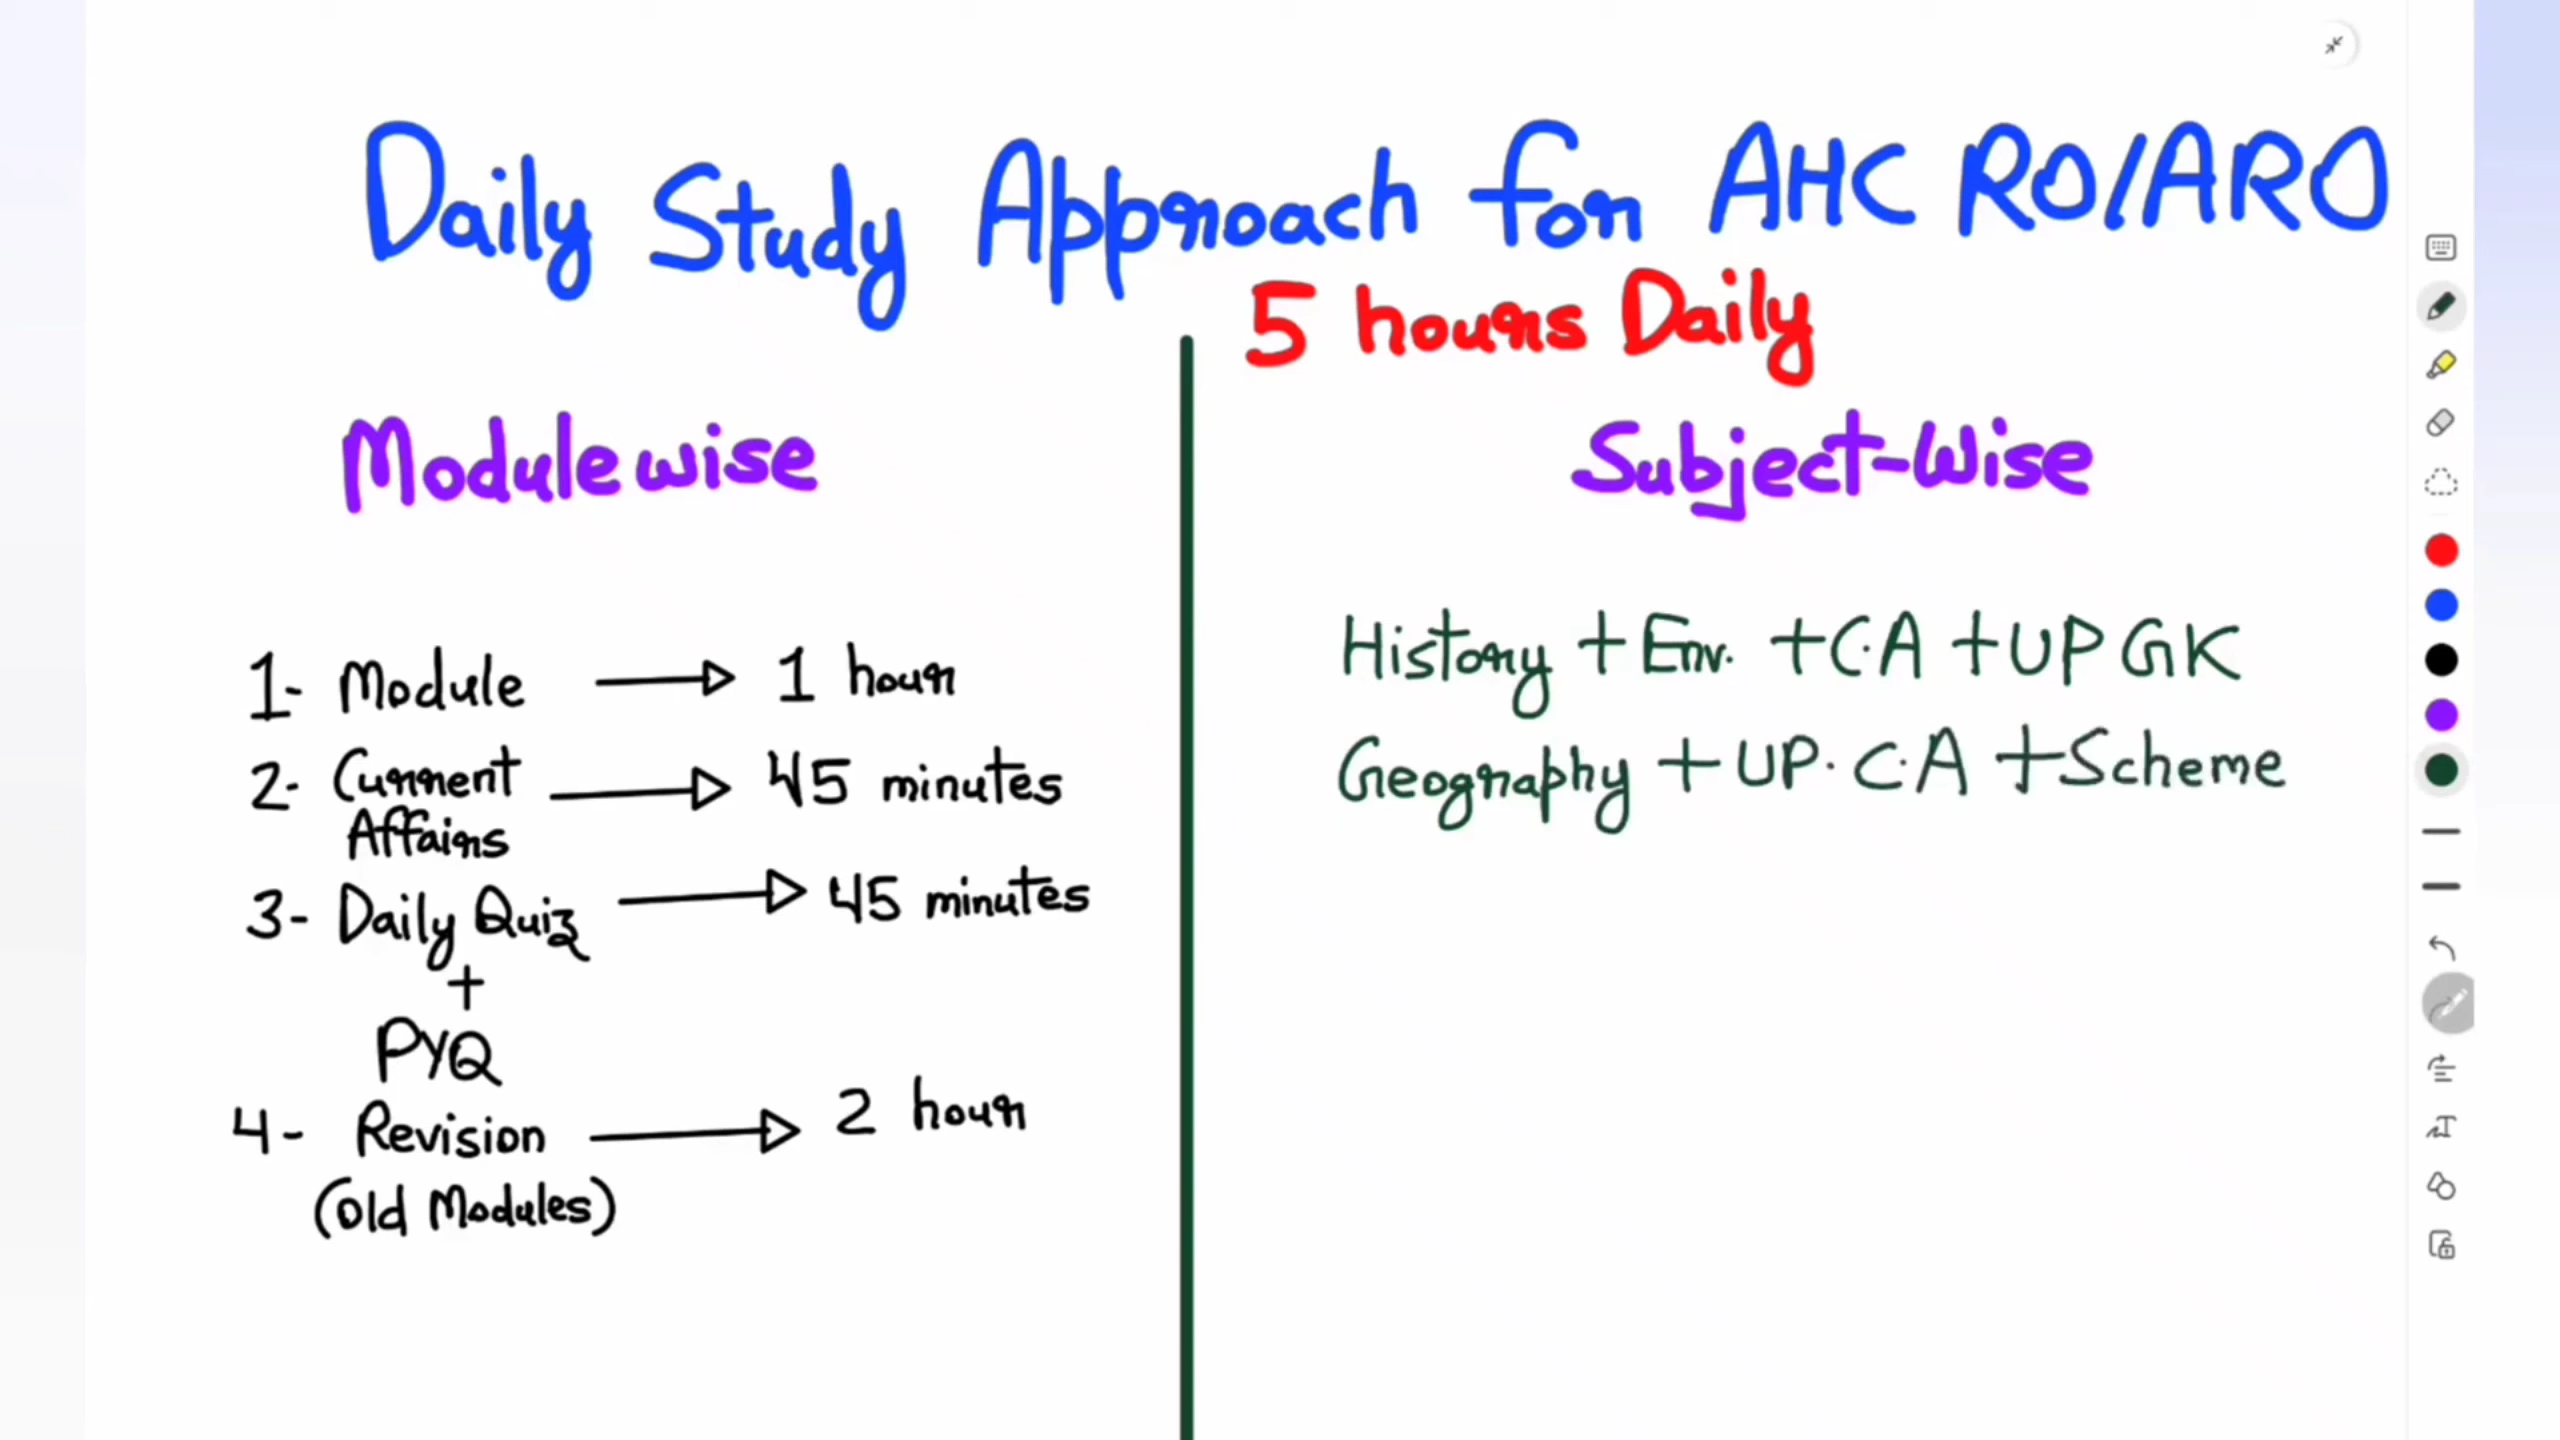 Daily Study Approach for AHC RO/ARO
5 hours Daily
Modulewise
1- Module → 1 hour
2- Current Affairs → 45 minutes
3- Daily Quiz → 45 minutes
+
PYQ
4- Revision → 2 hour
(Old Modules)
Subject-Wise
History + Env. + C.A + UP GK
Geography + UP. C.A + Scheme